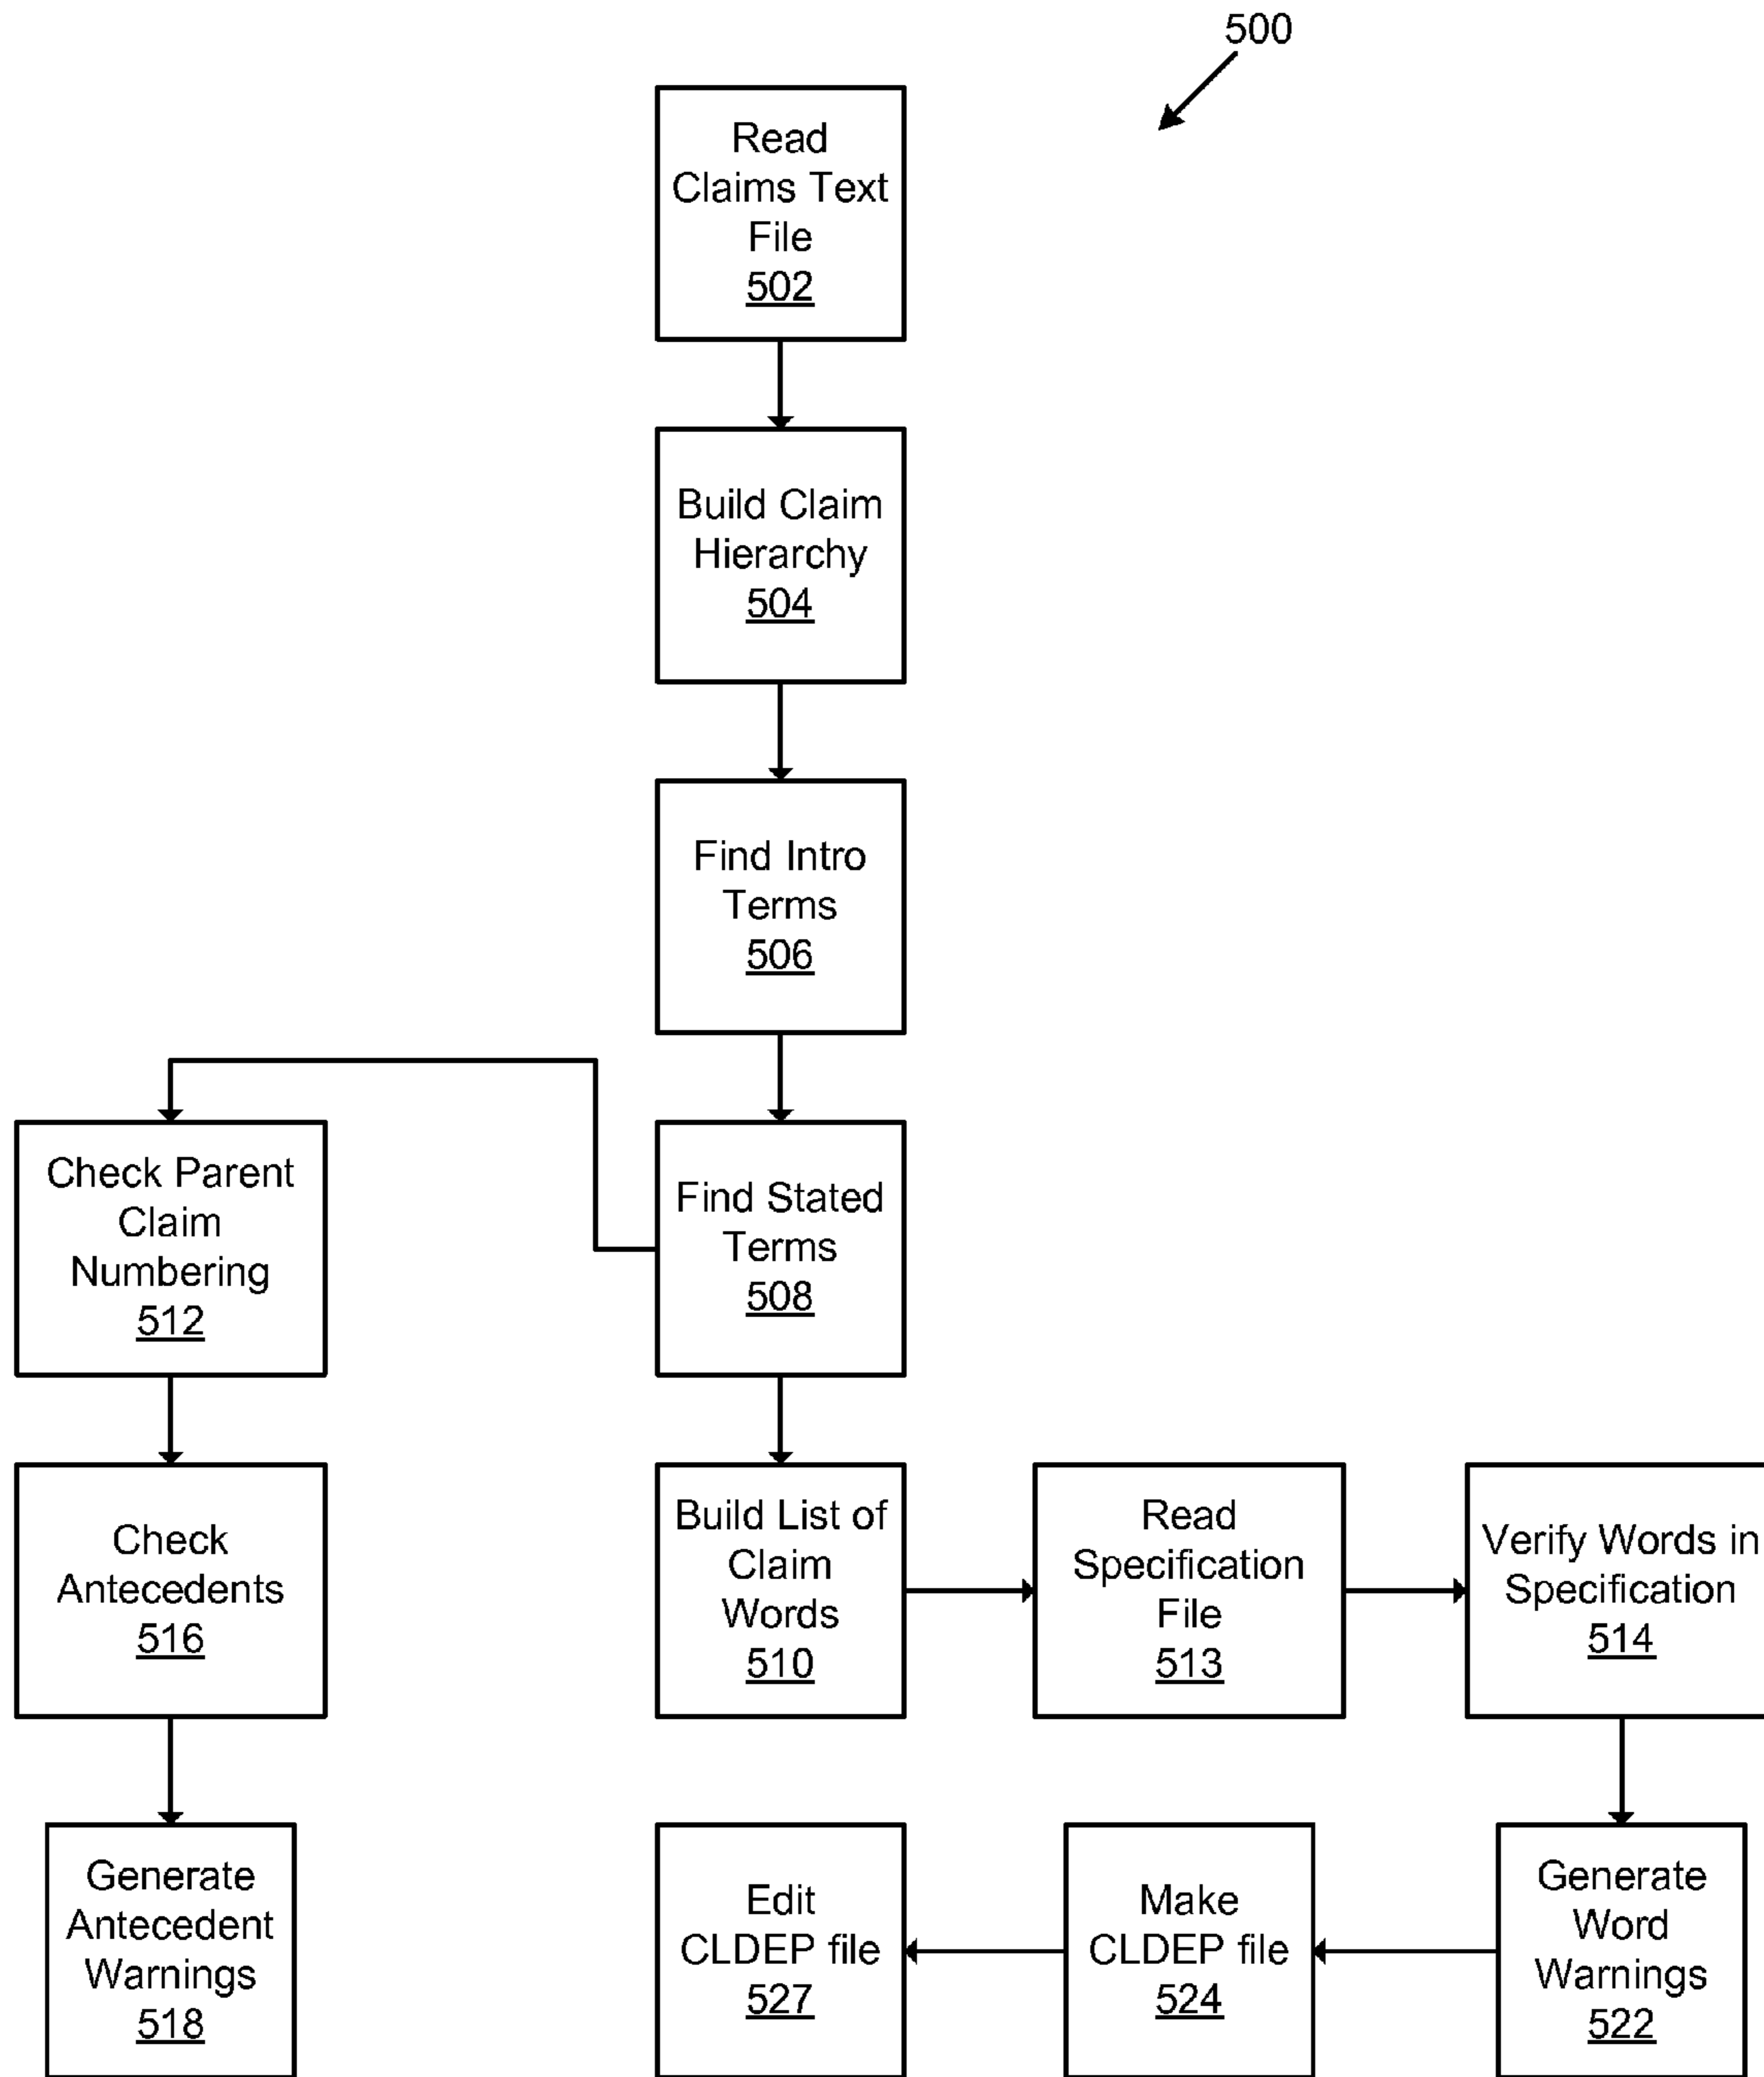 500
Read
Claims Text
File
502
Build Claim
Hierarchy
504
Find Intro
Terms
506
Check Parent
Claim
Numbering
512
Find Stated
Terms
508
Check
Antecedents
516
Build List of
Claim
Words
510
Read
Specification
File
513
Verify Words in
Specification
514
Generate
Antecedent
Warnings
518
Edit
CLDEP file
527
Make
CLDEP file
524
Generate
Word
Warnings
522